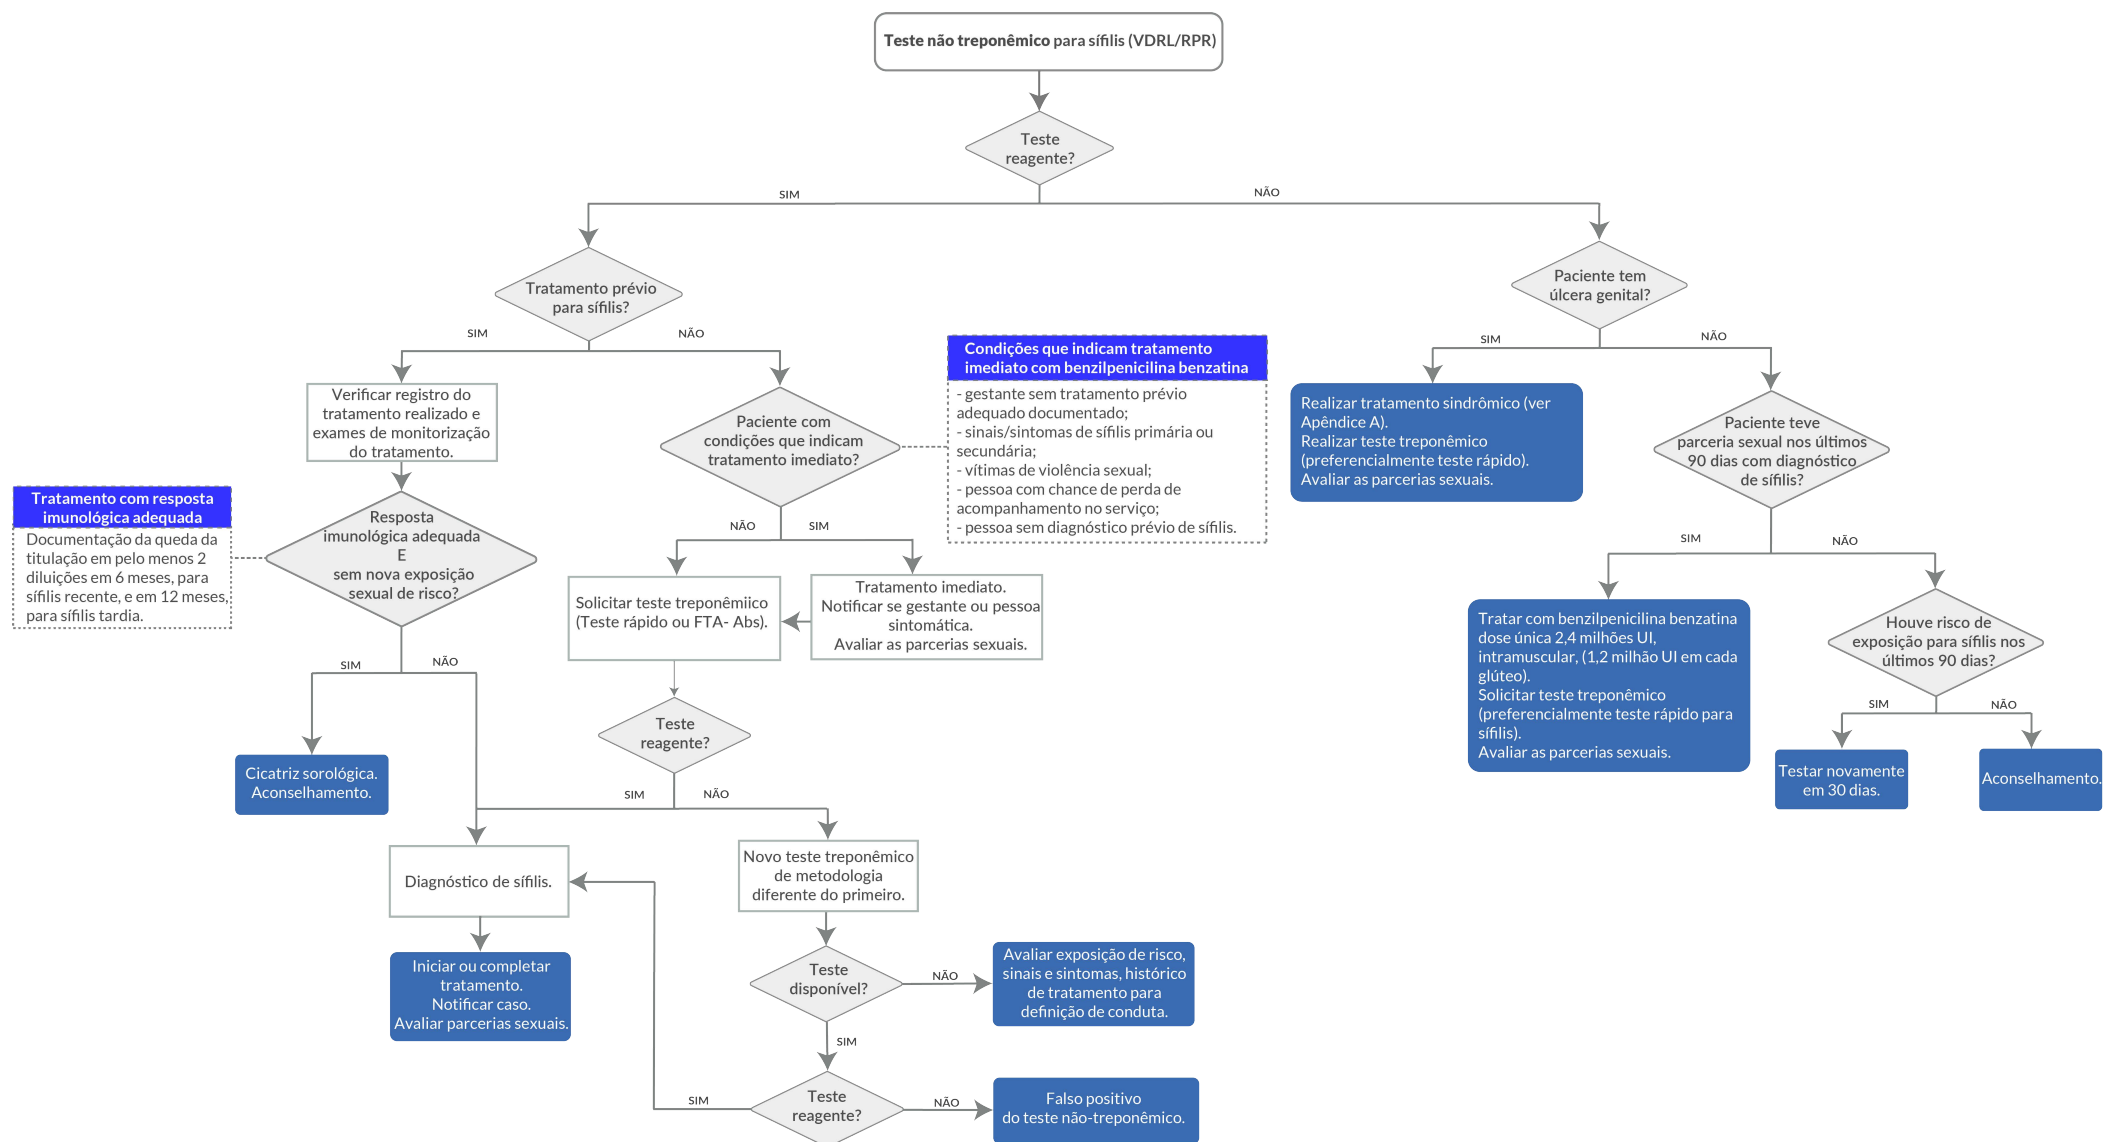 Teste não treponêmico para sífilis (VDRL/RPR)
Teste
reagente?
SIM
NÃO
Tratamento prévio
para sífilis?
SIM
NÃO
Verificar registro do
tratamento realizado e
exames de monitorização
do tratamento.
Tratamento com resposta
imunológica adequada
Documentação da queda da
titulação em pelo menos 2
diluições em 6 meses, para
sífilis recente, e em 12 meses,
para sífilis tardia.
Resposta
imunológica adequada
E
sem nova exposição
sexual de risco?
SIM
NÃO
Cicatriz sorológica.
Aconselhamento.
Paciente com
condições que indicam
tratamento imediato?
Condições que indicam tratamento
imediato com benzilpenicilina benzatina
- gestante sem tratamento prévio
adequado documentado;
- sinais/sintomas de sífilis primária ou
secundária;
- vítimas de violência sexual;
- pessoa com chance de perda de
acompanhamento no serviço;
- pessoa sem diagnóstico prévio de sífilis.
NÃO
SIM
Solicitar teste treponêmiico
(Teste rápido ou FTA- Abs).
Tratamento imediato.
Notificar se gestante ou pessoa
sintomática.
Avaliar as parcerias sexuais.
Teste
reagente?
SIM
NÃO
Diagnóstico de sífilis.
Iniciar ou completar
tratamento.
Notificar caso.
Avaliar parcerias sexuais.
Novo teste treponêmico
de metodologia
diferente do primeiro.
Teste
disponível?
NÃO
Avaliar exposição de risco,
sinais e sintomas, histórico
de tratamento para
definição de conduta.
SIM
Teste
reagente?
SIM
NÃO
Falso positivo
do teste não-treponêmico.
Paciente tem
úlcera genital?
SIM
NÃO
Realizar tratamento sindrômico (ver
Apêndice A).
Realizar teste treponêmico
(preferencialmente teste rápido).
Avaliar as parcerias sexuais.
Paciente teve
parceria sexual nos últimos
90 dias com diagnóstico
de sífilis?
SIM
NÃO
Tratar com benzilpenicilina benzatina
dose única 2,4 milhões UI,
intramuscular, (1,2 milhão UI em cada
glúteo).
Solicitar teste treponêmico
(preferencialmente teste rápido para
sífilis).
Avaliar as parcerias sexuais.
Houve risco de
exposição para sífilis nos
últimos 90 dias?
SIM
NÃO
Testar novamente
em 30 dias.
Aconselhamento.